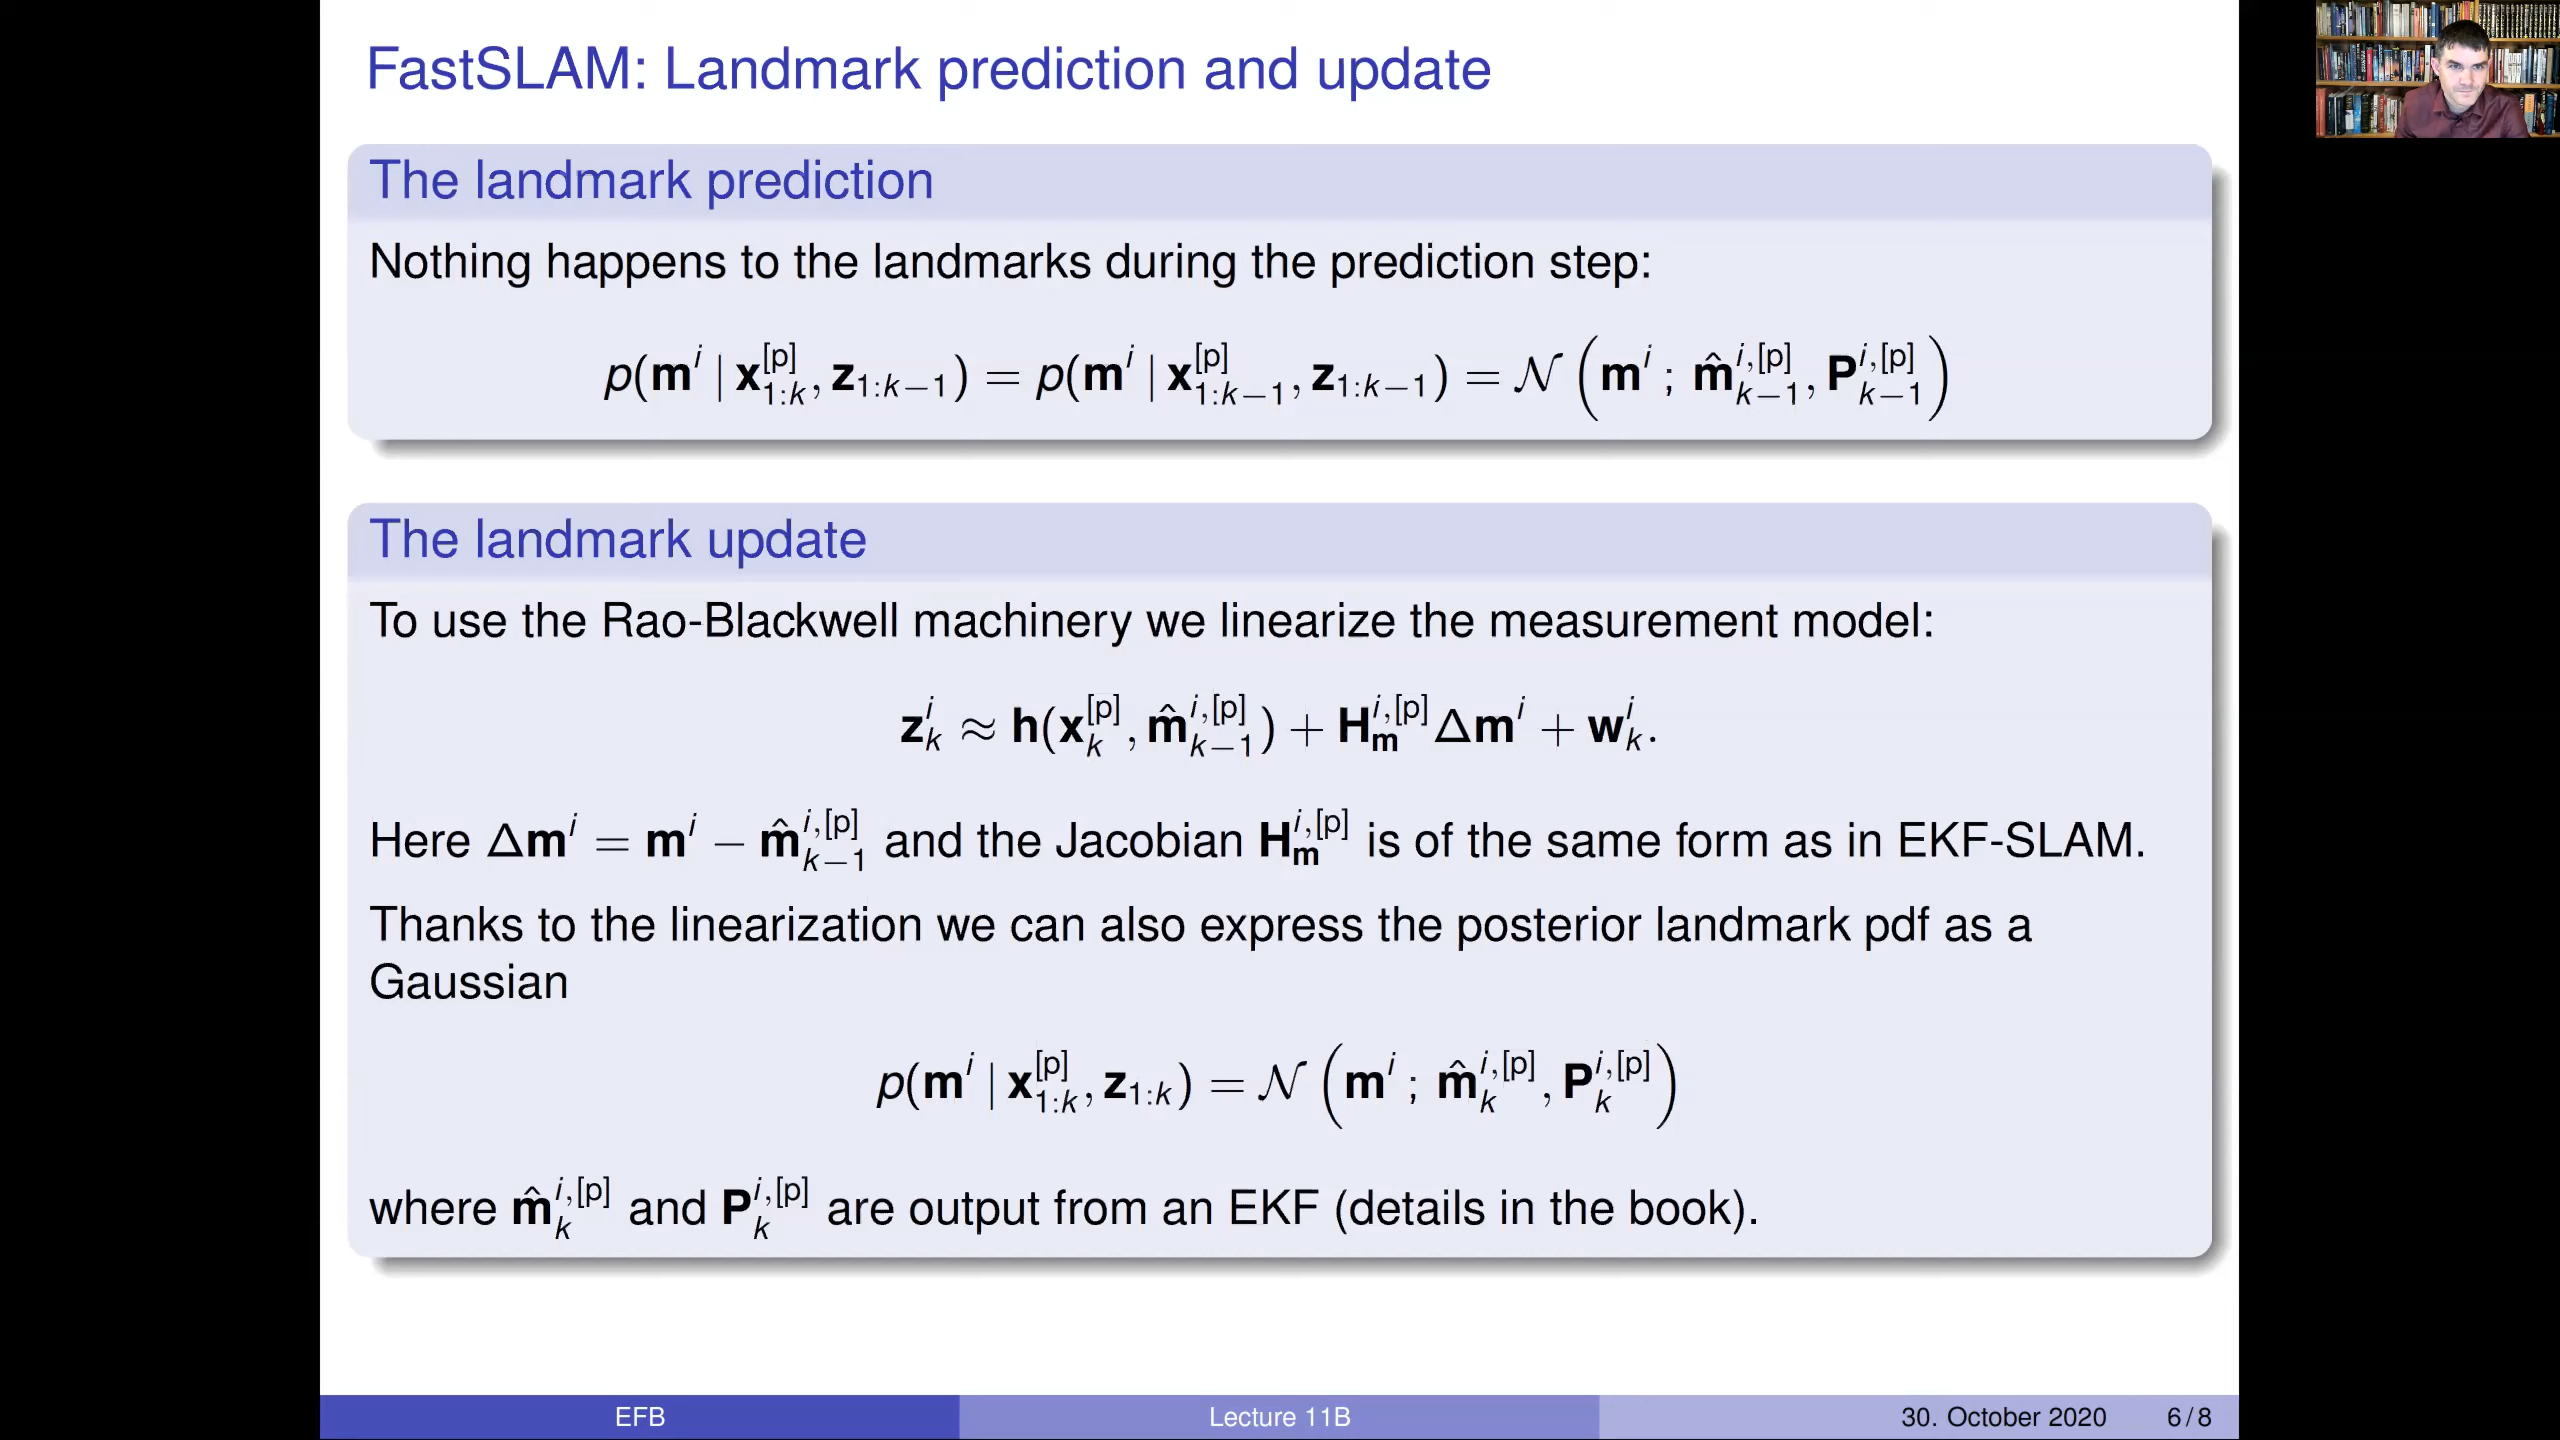 FastSLAM: Landmark prediction and update
The landmark prediction
Nothing happens to the landmarks during the prediction step:
p(𝐦ⁱ | 𝐱^{[p]}_{1:k}, 𝐳_{1:k−1}) = p(𝐦ⁱ | 𝐱^{[p]}_{1:k−1}, 𝐳_{1:k−1}) = 𝒩(𝐦ⁱ ; 𝐦̂^{i,[p]}_{k−1}, 𝐏^{i,[p]}_{k−1})
The landmark update
To use the Rao-Blackwell machinery we linearize the measurement model:
𝐳^i_k ≈ 𝐡(𝐱^{[p]}_k, 𝐦̂^{i,[p]}_{k−1}) + 𝐇^{i,[p]}_𝐦 Δ𝐦ⁱ + 𝐰^i_k.
Here Δ𝐦ⁱ = 𝐦ⁱ − 𝐦̂^{i,[p]}_{k−1} and the Jacobian 𝐇^{i,[p]}_𝐦 is of the same form as in EKF-SLAM.
Thanks to the linearization we can also express the posterior landmark pdf as a
Gaussian
p(𝐦ⁱ | 𝐱^{[p]}_{1:k}, 𝐳_{1:k}) = 𝒩(𝐦ⁱ ; 𝐦̂^{i,[p]}_k, 𝐏^{i,[p]}_k)
where 𝐦̂^{i,[p]}_k and 𝐏^{i,[p]}_k are output from an EKF (details in the book).
EFB
Lecture 11B
30. October 2020 6/8